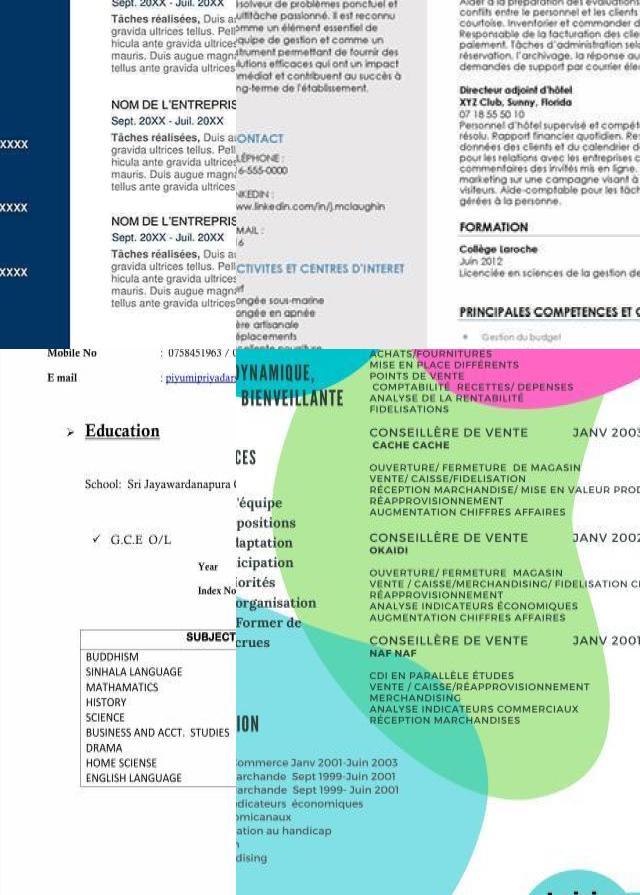 XXXX
XXXX
XXXX
Sept. 20XX - Juil. 20XX
Tâches réalisées, Duis
gravida ultrices tellus. Pell
hicula ante gravida ultrices
mauris. Duis augue magn
tellus ante gravida ultrices
NOM DE L'ENTREPRIS
Sept. 20XX - Juil. 20XX
Tâches réalisées, Duis a
gravida ultrices tellus. Pell
hicula ante gravida ultrices
mauris. Duis augue magn
tellus ante gravida ultrices
NOM DE L'ENTREPRIS
Sept. 20XX - Juil. 20XX
Tâches réalisées, Duis a
gravida ultrices tellus. Pell
hicula ante gravida ultrices
mauris. Duis augue magn
tellus ante gravida ultrices
ésolveur de problèmes ponctuel et
ultitâche passionné. Il est reconnu
omme un élément essentiel de
équipe de gestion et comme un
strument permettant de fournir des
lutions efficaces qui ont un impact
médiat et contribuent au succès à
ng-terme de l'établissement.
ONTACT
LÉPHONE :
6-555-0000
NKEDIN :
ww.linkedin.com/in/j.mclaughin
MAIL :
6
CTIVITES ET CENTRES D'INTERET
ongée sous-marine
ongée en apnée
ère artisanale
éplacements
Aider à la préparation des évaluations
conflits entre le personnel et les clients
courtoise. Inventorier et commander d
Responsable de la facturation des clie
paiement. Tâches d'administration sel
réservation, l'archivage, la réponse au
demandes de support par courrier éle
Directeur adjoint d'hôtel
XYZ Club, Sunny, Florida
07 18 55 50 10
Personnel d'hôtel supervisé et compét
résolu. Rapport financier quotidien. Re
données des clients et du calendrier d
pour les relations avec les entreprises c
commentaires des invités mis en ligne.
marketing sur une campagne visant à
visiteurs. Aide-comptable pour les tâch
gérées à la personne.
FORMATION
Collège Laroche
Juin 2012
Licenciée en sciences de la gestion de
PRINCIPALES COMPETENCES ET C
Gestion du budget
Mobile No : 0758451963 /
E mail : piyumipriyadar
➢ Education
School: Sri Jayawardanapura
✓ G.C.E O/L
Year
Index No
SUBJECT
BUDDHISM
SINHALA LANGUAGE
MATHAMATICS
HISTORY
SCIENCE
BUSINESS AND ACCT. STUDIES
DRAMA
HOME SCIENSE
ENGLISH LANGUAGE
DYNAMIQUE,
BIENVEILLANTE
CES
'équipe
positions
daptation
icipation
iorités
organisation
Former de
crues
ION
Commerce Janv 2001-Juin 2003
archande Sept 1999-Juin 2001
archande Sept 1999- Juin 2001
dicateurs économiques
omicanaux
ation au handicap
n
dising
ACHATS/FOURNITURES
MISE EN PLACE DIFFÉRENTS
POINTS DE VENTE
COMPTABILITÉ RECETTES/ DEPENSES
ANALYSE DE LA RENTABILITÉ
FIDELISATIONS
CONSEILLÈRE DE VENTE JANV 2003
CACHE CACHE
OUVERTURE/ FERMETURE DE MAGASIN
VENTE/ CAISSE/FIDELISATION
RÉCEPTION MARCHANDISE/ MISE EN VALEUR PROD
RÉAPPROVISIONNEMENT
AUGMENTATION CHIFFRES AFFAIRES
CONSEILLÈRE DE VENTE JANV 2002
OKAIDI
OUVERTURE/ FERMETURE MAGASIN
VENTE / CAISSE/MERCHANDISING/ FIDELISATION C
RÉAPPROVISIONNEMENT
ANALYSE INDICATEURS ÉCONOMIQUES
AUGMENTATION CHIFFRES AFFAIRES
CONSEILLÈRE DE VENTE JANV 2001
NAF NAF
CDI EN PARALLÈLE ÉTUDES
VENTE / CAISSE/RÉAPPROVISIONNEMENT
MERCHANDISING
ANALYSE INDICATEURS COMMERCIAUX
RÉCEPTION MARCHANDISES